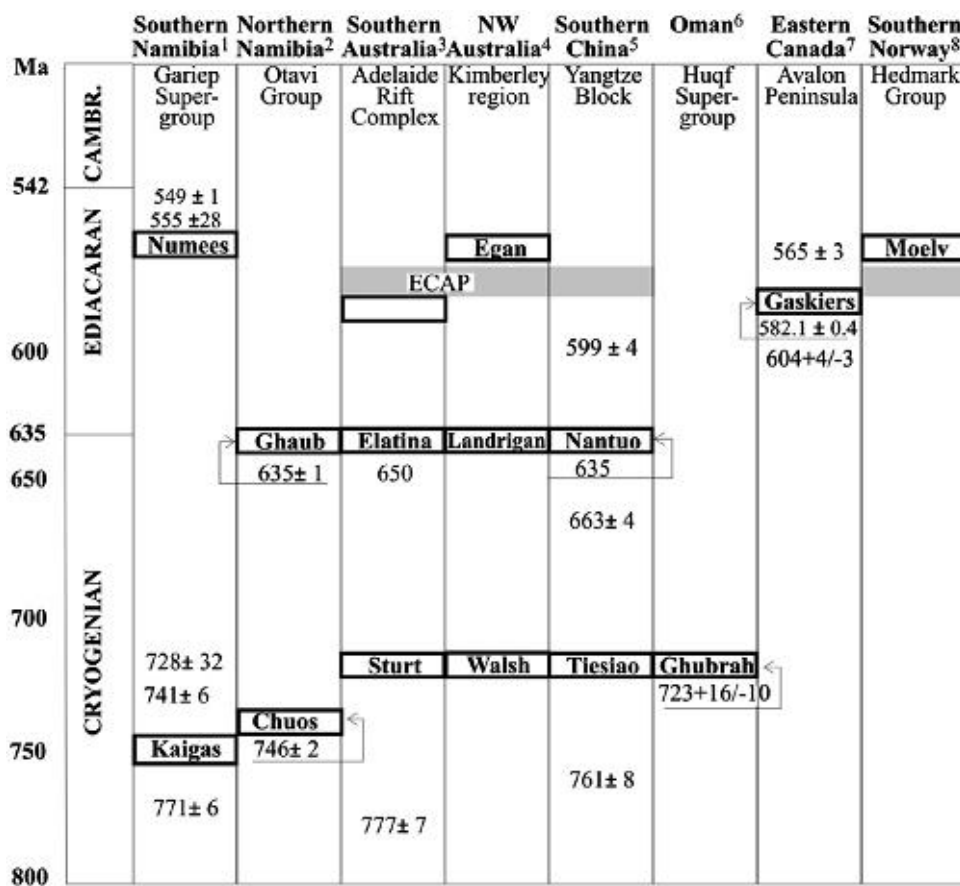 Southern Namibia¹
Northern Namibia²
Southern Australia³
NW Australia⁴
Southern China⁵
Oman⁶
Eastern Canada⁷
Southern Norway⁸
Ma
Gariep Super-group
Otavi Group
Adelaide Rift Complex
Kimberley region
Yangtze Block
Huqf Super-group
Avalon Peninsula
Hedmark Group
CAMBR.
542
549 ± 1
555 ±28
EDIACARAN
Numees
Egan
565 ± 3
Moelv
ECAP
Gaskiers
582.1 ± 0.4
600
599 ± 4
604+4/-3
635
Ghaub
Elatina
Landrigan
Nantuo
650
635± 1
650
635
663± 4
CRYOGENIAN
700
728± 32
Sturt
Walsh
Tiesiao
Ghubrah
741± 6
723+16/-10
Chuos
750
Kaigas
746± 2
771± 6
761± 8
777± 7
800